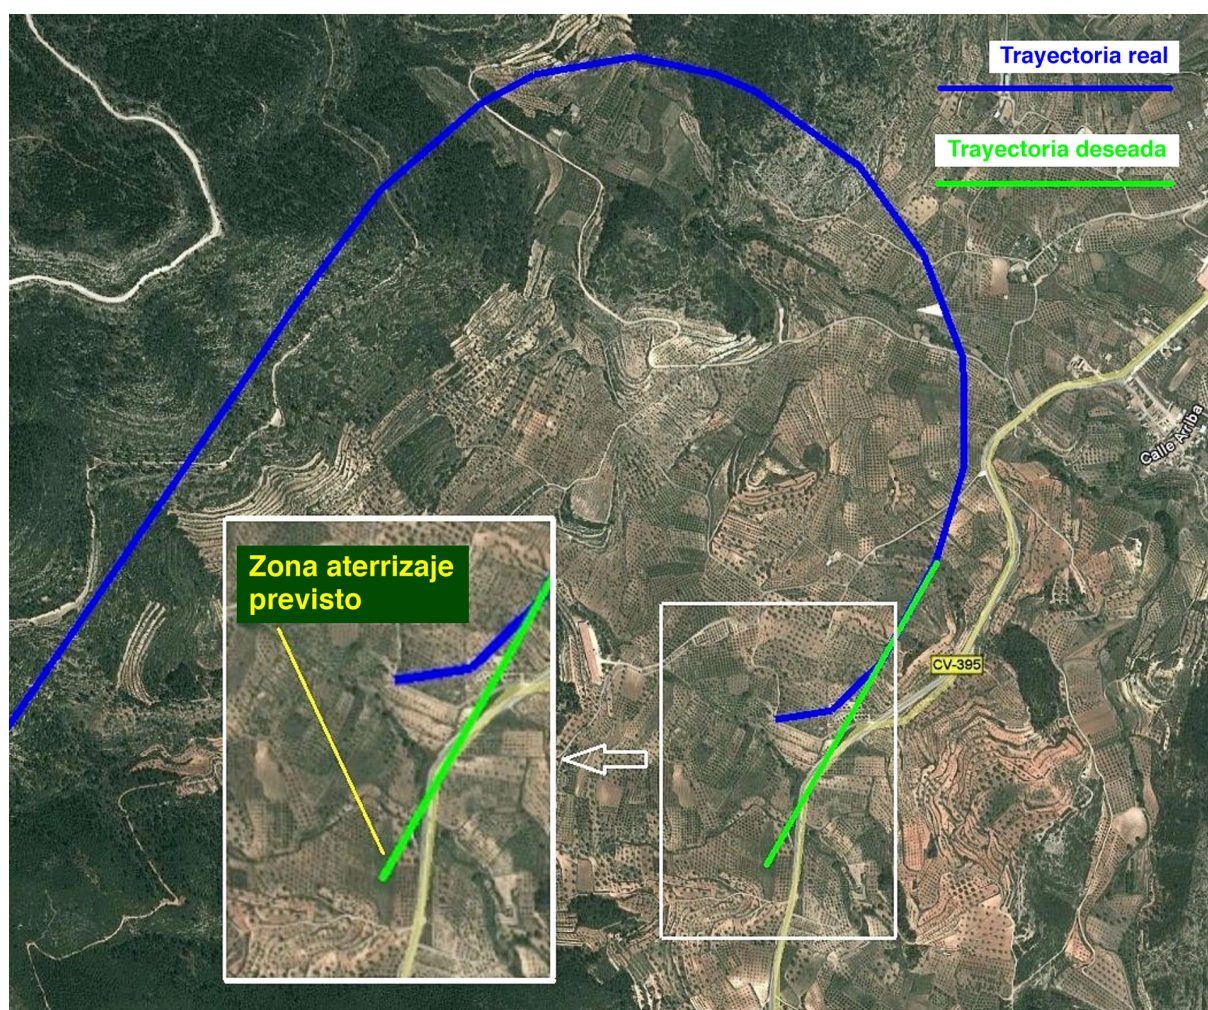 Trayectoria real
Trayectoria deseada
Calle Arriba
Zona aterrizaje
previsto
CV-395